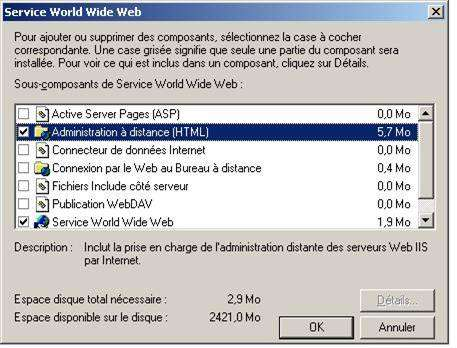 Service World Wide Web
Pour ajouter ou supprimer des composants, sélectionnez la case à cocher
correspondante. Une case grisée signifie que seule une partie du composant sera
installée. Pour voir ce qui est inclus dans un composant, cliquez sur Détails.
Sous-composants de Service World Wide Web :
Active Server Pages (ASP) 0,0 Mo
Administration à distance (HTML) 5,7 Mo
Connecteur de données Internet 0,0 Mo
Connexion par le Web au Bureau à distance 0,4 Mo
Fichiers Include côté serveur 0,0 Mo
Publication WebDAV 0,0 Mo
Service World Wide Web 1,9 Mo
Description : Inclut la prise en charge de l'administration distante des serveurs Web IIS
par Internet.
Espace disque total nécessaire : 2,9 Mo
Espace disponible sur le disque : 2421,0 Mo
Détails...
OK Annuler